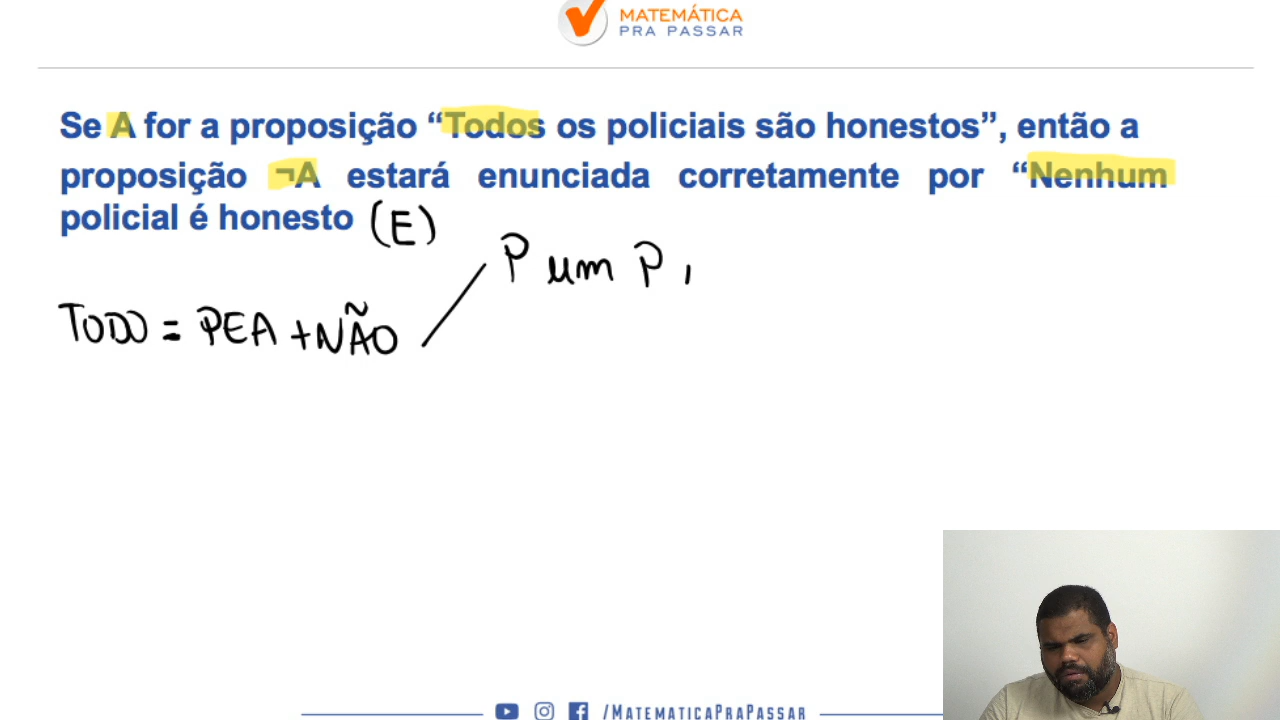 MATEMÁTICA
PRA PASSAR
Se A for a proposição “Todos os policiais são honestos”, então a
proposição ¬A estará enunciada corretamente por “Nenhum
policial é honesto (E)
P um P
TODO = PEA + NÃO
/MATEMATICAPRAPASSAR